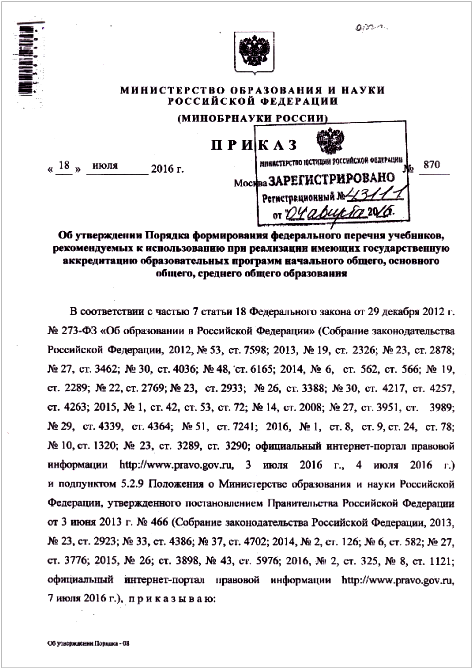 МИНИСТЕРСТВО ОБРАЗОВАНИЯ И НАУКИ
РОССИЙСКОЙ ФЕДЕРАЦИИ
(МИНОБРНАУКИ РОССИИ)
ПРИКАЗ
« 18 » июля 2016 г.
Москва
№ 870
МИНИСТЕРСТВО ЮСТИЦИИ РОССИЙСКОЙ ФЕДЕРАЦИИ
ЗАРЕГИСТРИРОВАНО
Регистрационный № 43111
от "04 августа 2016.
Об утверждении Порядка формирования федерального перечня учебников,
рекомендуемых к использованию при реализации имеющих государственную
аккредитацию образовательных программ начального общего, основного
общего, среднего общего образования
В соответствии с частью 7 статьи 18 Федерального закона от 29 декабря 2012 г.
№ 273-ФЗ «Об образовании в Российской Федерации» (Собрание законодательства
Российской Федерации, 2012, № 53, ст. 7598; 2013, № 19, ст. 2326; № 23, ст. 2878;
№ 27, ст. 3462; № 30, ст. 4036; № 48, ст. 6165; 2014, № 6, ст. 562, ст. 566; № 19,
ст. 2289; № 22, ст. 2769; № 23, ст. 2933; № 26, ст. 3388; № 30, ст. 4217, ст. 4257,
ст. 4263; 2015, № 1, ст. 42, ст. 53, ст. 72; № 14, ст. 2008; № 27, ст. 3951, ст. 3989;
№ 29, ст. 4339, ст. 4364; № 51, ст. 7241; 2016, № 1, ст. 8, ст. 9, ст. 24, ст. 78;
№ 10, ст. 1320; № 23, ст. 3289, ст. 3290; официальный интернет-портал правовой
информации http://www.pravo.gov.ru, 3 июля 2016 г., 4 июля 2016 г.)
и подпунктом 5.2.9 Положения о Министерстве образования и науки Российской
Федерации, утвержденного постановлением Правительства Российской Федерации
от 3 июня 2013 г. № 466 (Собрание законодательства Российской Федерации, 2013,
№ 23, ст. 2923; № 33, ст. 4386; № 37, ст. 4702; 2014, № 2, ст. 126; № 6, ст. 582; № 27,
ст. 3776; 2015, № 26; ст. 3898, № 43, ст. 5976; 2016, № 2, ст. 325, № 8, ст. 1121;
официальный интернет-портал правовой информации http://www.pravo.gov.ru,
7 июля 2016 г.), приказываю:
Об утверждении Порядка - 08